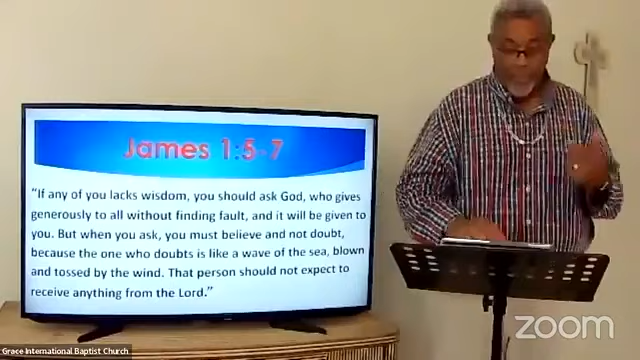 James 1:5-7
“If any of you lacks wisdom, you should ask God, who gives
generously to all without finding fault, and it will be given to
you. But when you ask, you must believe and not doubt,
because the one who doubts is like a wave of the sea, blown
and tossed by the wind. That person should not expect to
receive anything from the Lord.”
Grace International Baptist Church
zoom